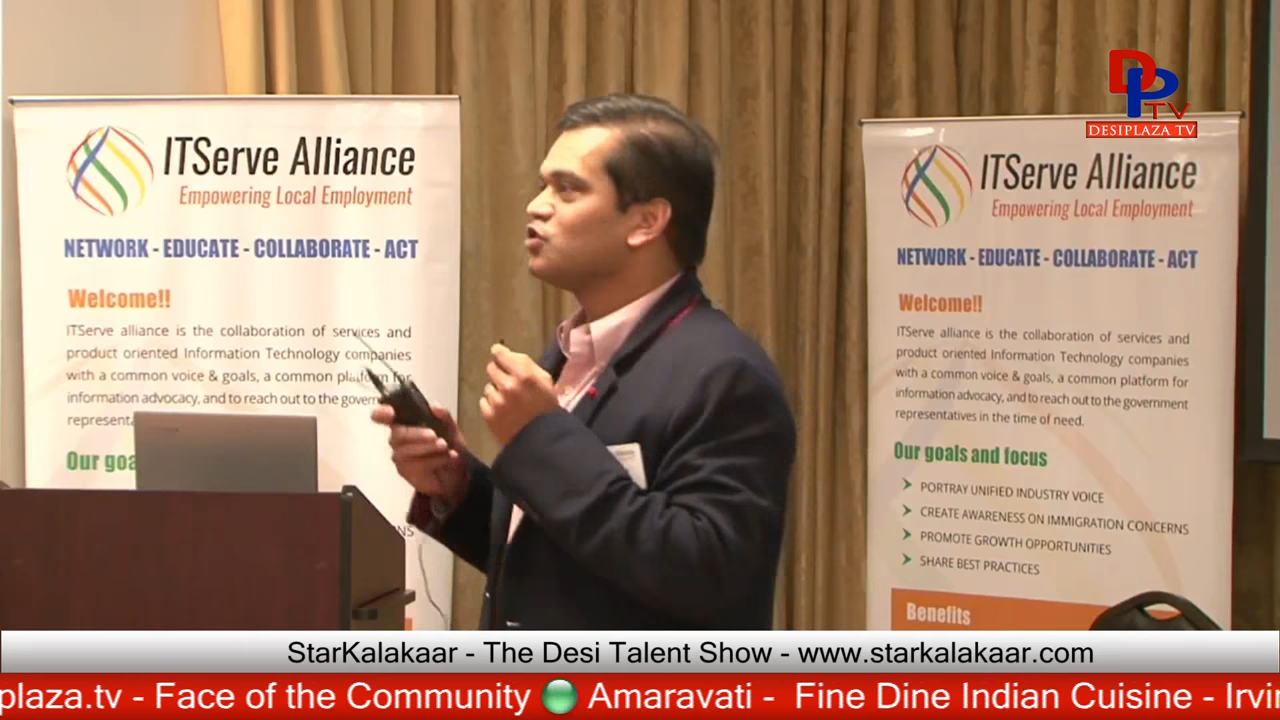 DPTV
DESIPLAZA TV
ITServe Alliance
Empowering Local Employment
NETWORK - EDUCATE - COLLABORATE - ACT
Welcome!!
ITServe alliance is the collaboration of services and
product oriented Information Technology companies
with a common voice & goals, a common platform for
information advocacy, and to reach out to the govern
represent
Our goa
NS
ITServe Alliance
Empowering Local Employment
NETWORK - EDUCATE - COLLABORATE - ACT
Welcome!!
ITServe alliance is the collaboration of services and
product oriented Information Technology companies
with a common voice & goals, a common platform for
information advocacy, and to reach out to the government
representatives in the time of need.
Our goals and focus
PORTRAY UNIFIED INDUSTRY VOICE
CREATE AWARENESS ON IMMIGRATION CONCERNS
PROMOTE GROWTH OPPORTUNITIES
SHARE BEST PRACTICES
Benefits
StarKalakaar - The Desi Talent Show - www.starkalakaar.com
plaza.tv - Face of the Community Amaravati - Fine Dine Indian Cuisine - Irvi